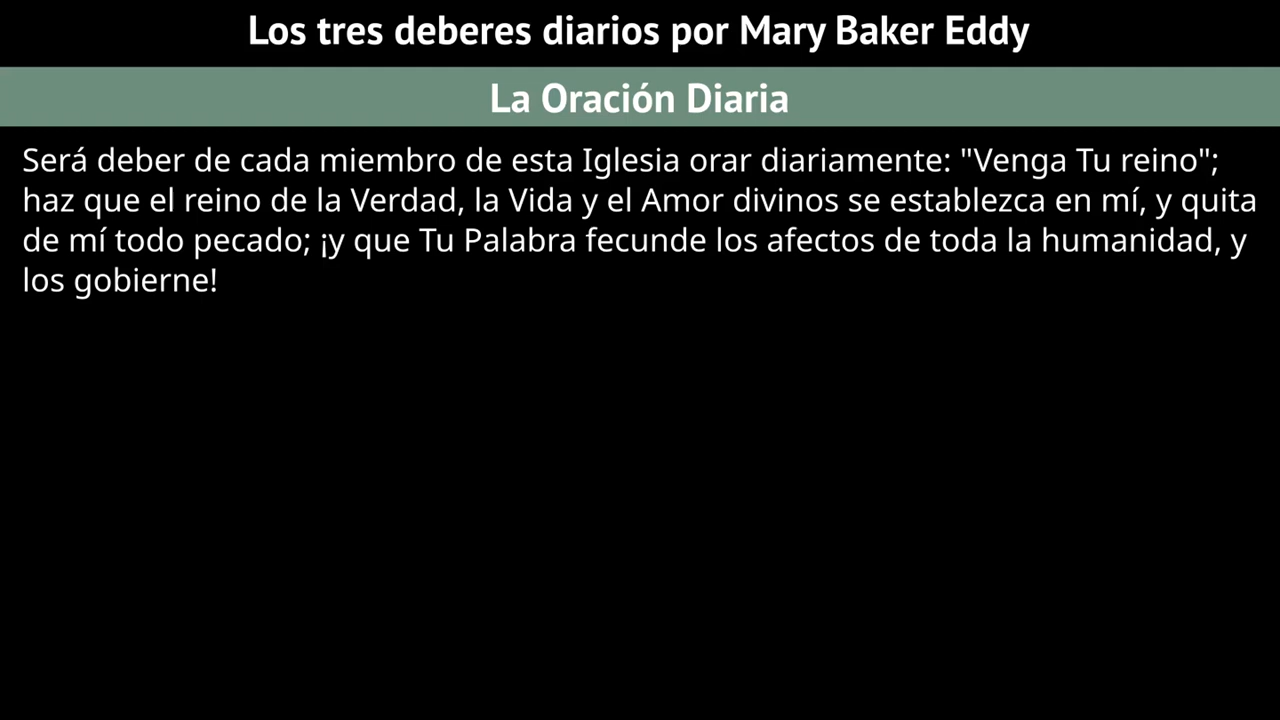 Los tres deberes diarios por Mary Baker Eddy
La Oración Diaria
Será deber de cada miembro de esta Iglesia orar diariamente: "Venga Tu reino";
haz que el reino de la Verdad, la Vida y el Amor divinos se establezca en mí, y quita
de mí todo pecado; ¡y que Tu Palabra fecunde los afectos de toda la humanidad, y
los gobierne!